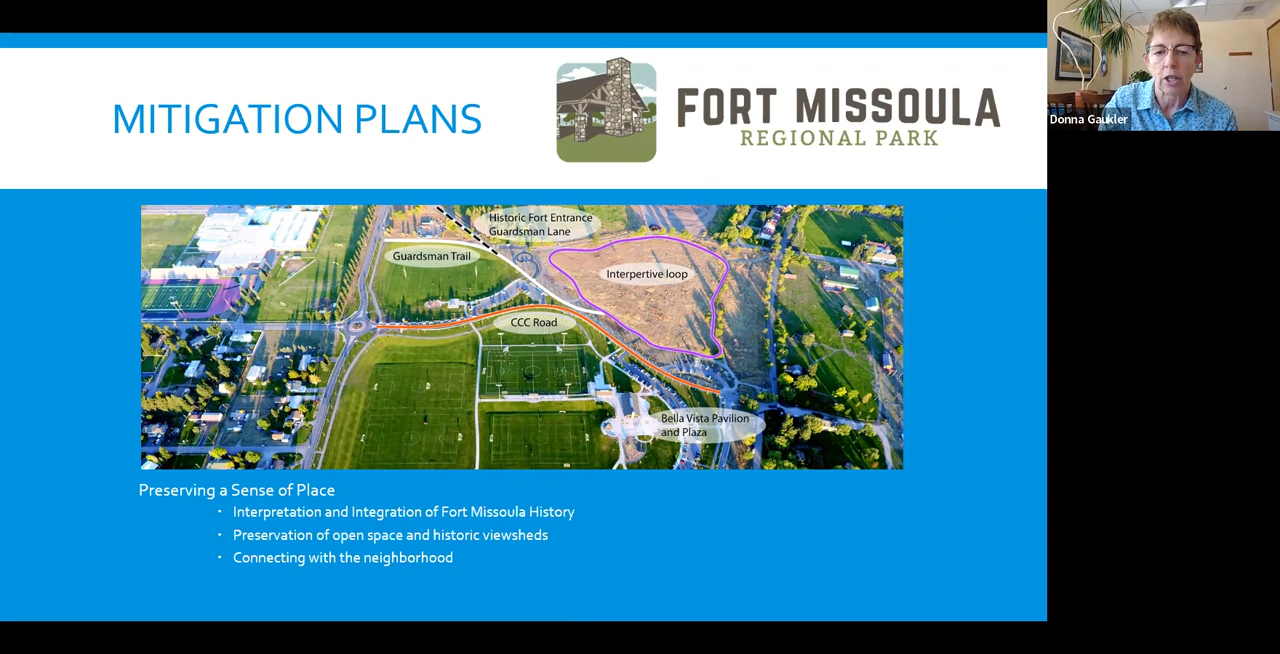 MITIGATION PLANS
FORT MISSOULA
REGIONAL PARK
Donna Gaukler
Historic Fort Entrance
Guardsman Lane
Guardsman Trail
Interpertive loop
CCC Road
Bella Vista Pavilion
and Plaza
Preserving a Sense of Place
▪ Interpretation and Integration of Fort Missoula History
▪ Preservation of open space and historic viewsheds
▪ Connecting with the neighborhood